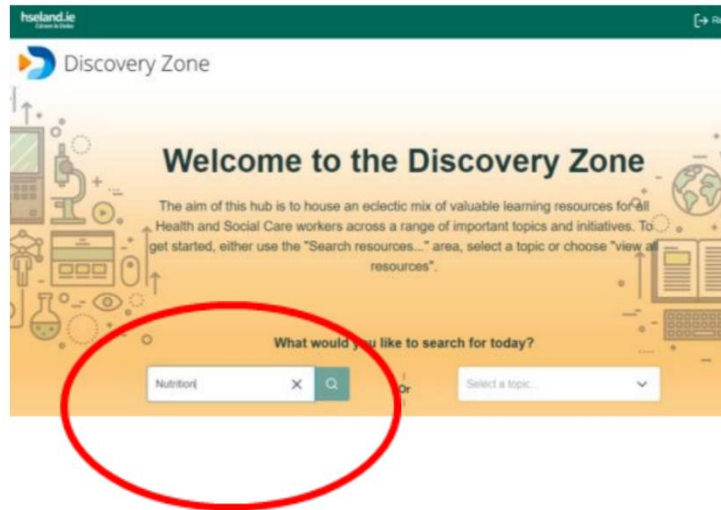 hseland.ie
Discovery Zone
Welcome to the Discovery Zone
The aim of this hub is to house an eclectic mix of valuable learning resources for all
Health and Social Care workers across a range of important topics and initiatives. To
get started, either use the "Search resources..." area, select a topic or choose "view all
resources".
What would you like to search for today?
Nutrition
Or
Select a topic...